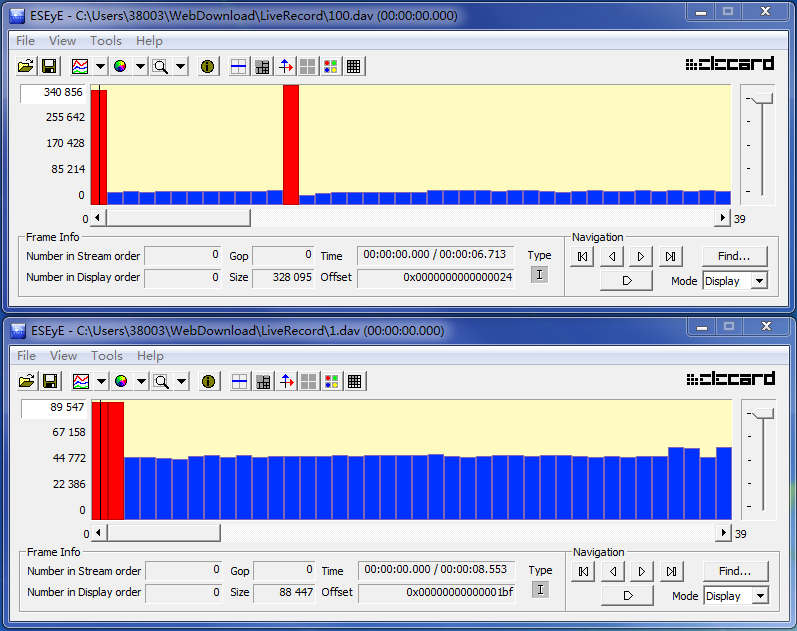 ESEyE - C:\Users\38003\WebDownload\LiveRecord\100.dav (00:00:00.000)
File View Tools Help
elecard
340 856
255 642
170 428
85 214
0
0 39
Frame Info
Number in Stream order 0 Gop 0 Time 00:00:00.000 / 00:00:06.713 Type
Number in Display order 0 Size 328 095 Offset 0x0000000000000024 I
Navigation
Find...
Mode Display
ESEyE - C:\Users\38003\WebDownload\LiveRecord\1.dav (00:00:00.000)
File View Tools Help
elecard
89 547
67 158
44 772
22 386
0
0 39
Frame Info
Number in Stream order 0 Gop 0 Time 00:00:00.000 / 00:00:08.553 Type
Number in Display order 0 Size 88 447 Offset 0x00000000000001bf I
Navigation
Find...
Mode Display